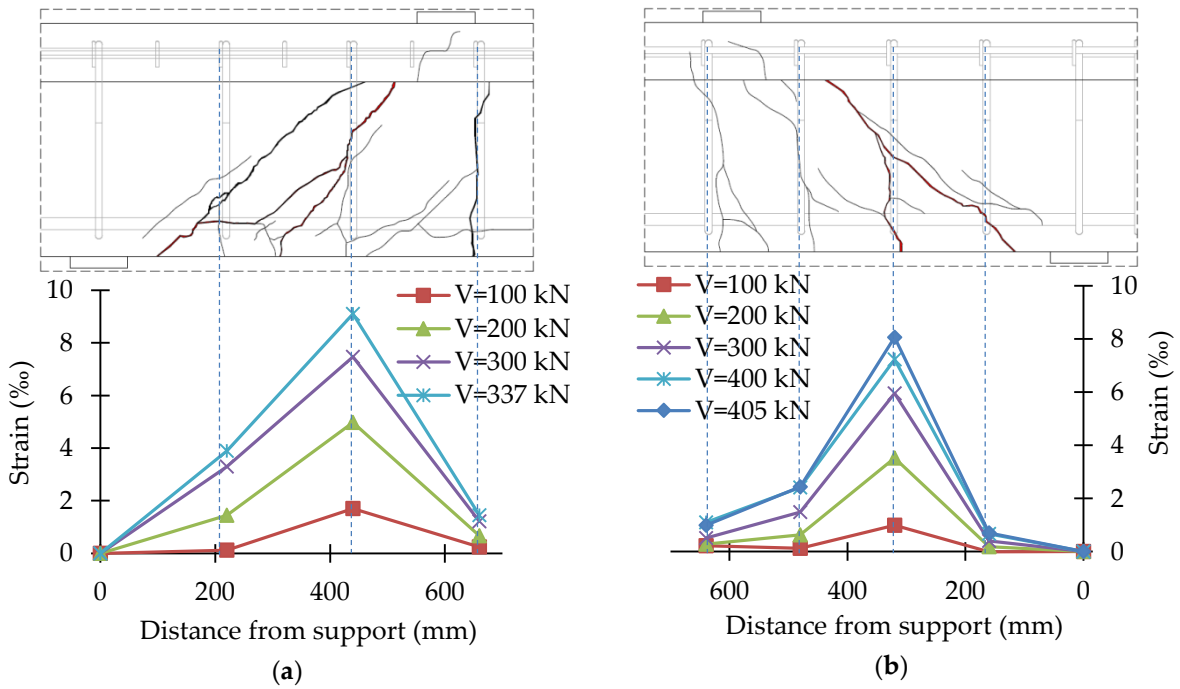 10
8
6
4
2
0
Strain (‰)
V=100 kN
V=200 kN
V=300 kN
V=337 kN
0
200
400
600
Distance from support (mm)
(a)
V=100 kN
V=200 kN
V=300 kN
V=400 kN
V=405 kN
10
8
6
4
2
0
Strain (‰)
600
400
200
0
Distance from support (mm)
(b)